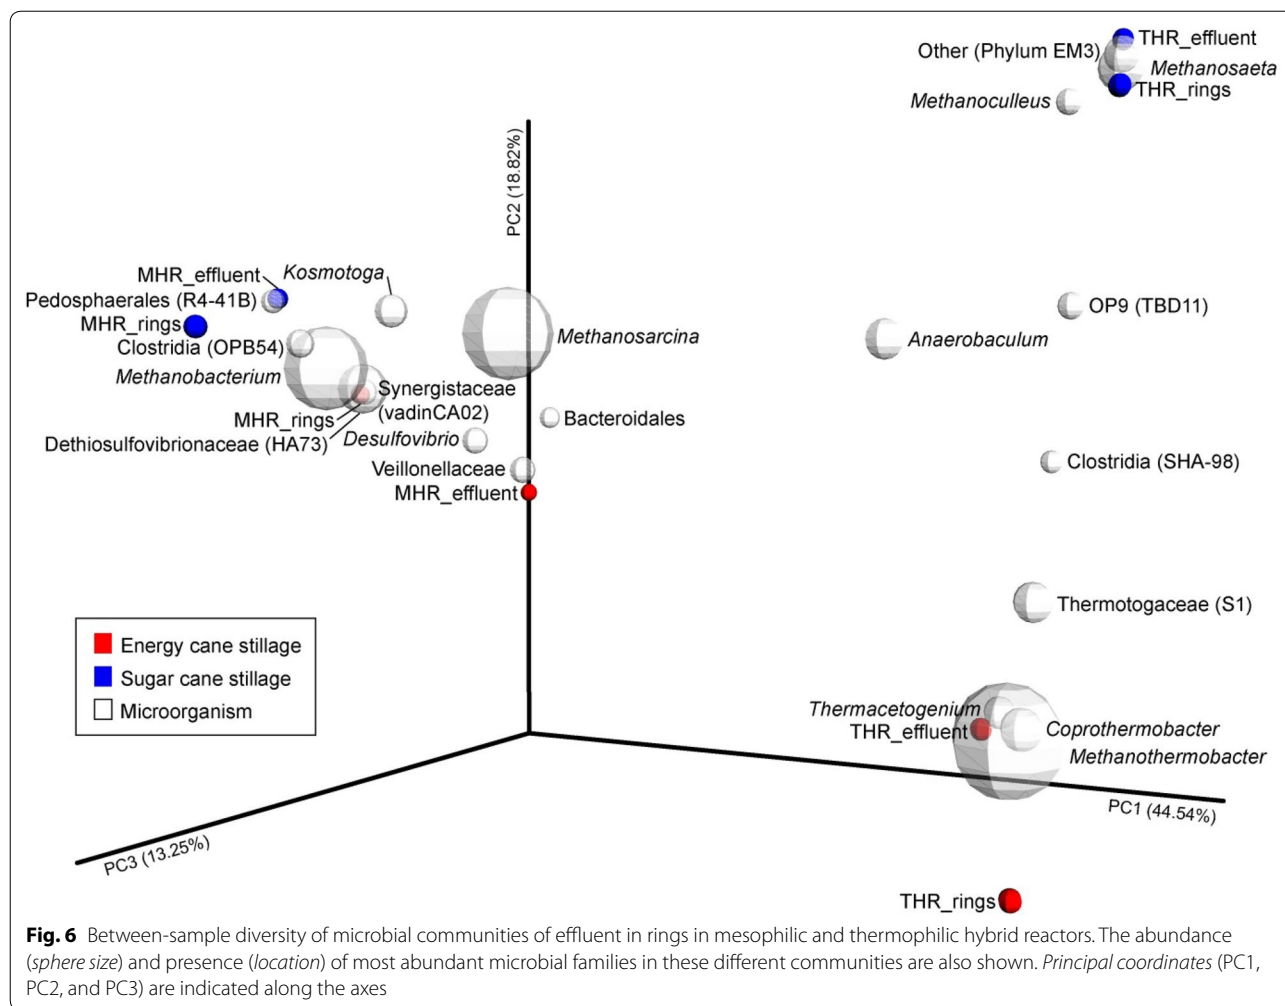 THR_effluent
Other (Phylum EM3)
Methanosaeta
THR_rings
Methanoculleus
PC2 (18.82%)
MHR_effluent
Kosmotoga
Pedosphaerales (R4-41B)
MHR_rings
OP9 (TBD11)
Clostridia (OPB54)
Methanosarcina
Anaerobaculum
Methanobacterium
Synergistaceae
(vadinCA02)
MHR_rings
Dethiosulfovibrionaceae (HA73)
Desulfovibrio
Bacteroidales
Veillonellaceae
MHR_effluent
Clostridia (SHA-98)
Thermotogaceae (S1)
Energy cane stillage
Sugar cane stillage
Microorganism
Thermacetogenium
THR_effluent
Coprothermobacter
Methanothermobacter
PC1 (44.54%)
PC3 (13.25%)
THR_rings
Fig. 6 Between-sample diversity of microbial communities of effluent in rings in mesophilic and thermophilic hybrid reactors. The abundance
(sphere size) and presence (location) of most abundant microbial families in these different communities are also shown. Principal coordinates (PC1,
PC2, and PC3) are indicated along the axes